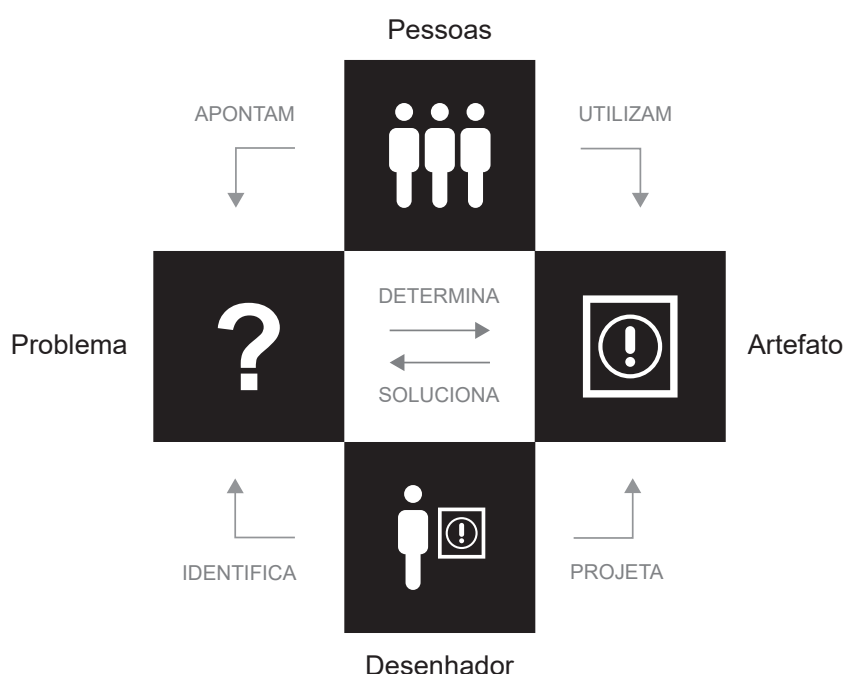 Pessoas
APONTAM
UTILIZAM
?
DETERMINA
Problema
!
Artefato
SOLUCIONA
!
IDENTIFICA
PROJETA
Desenhador